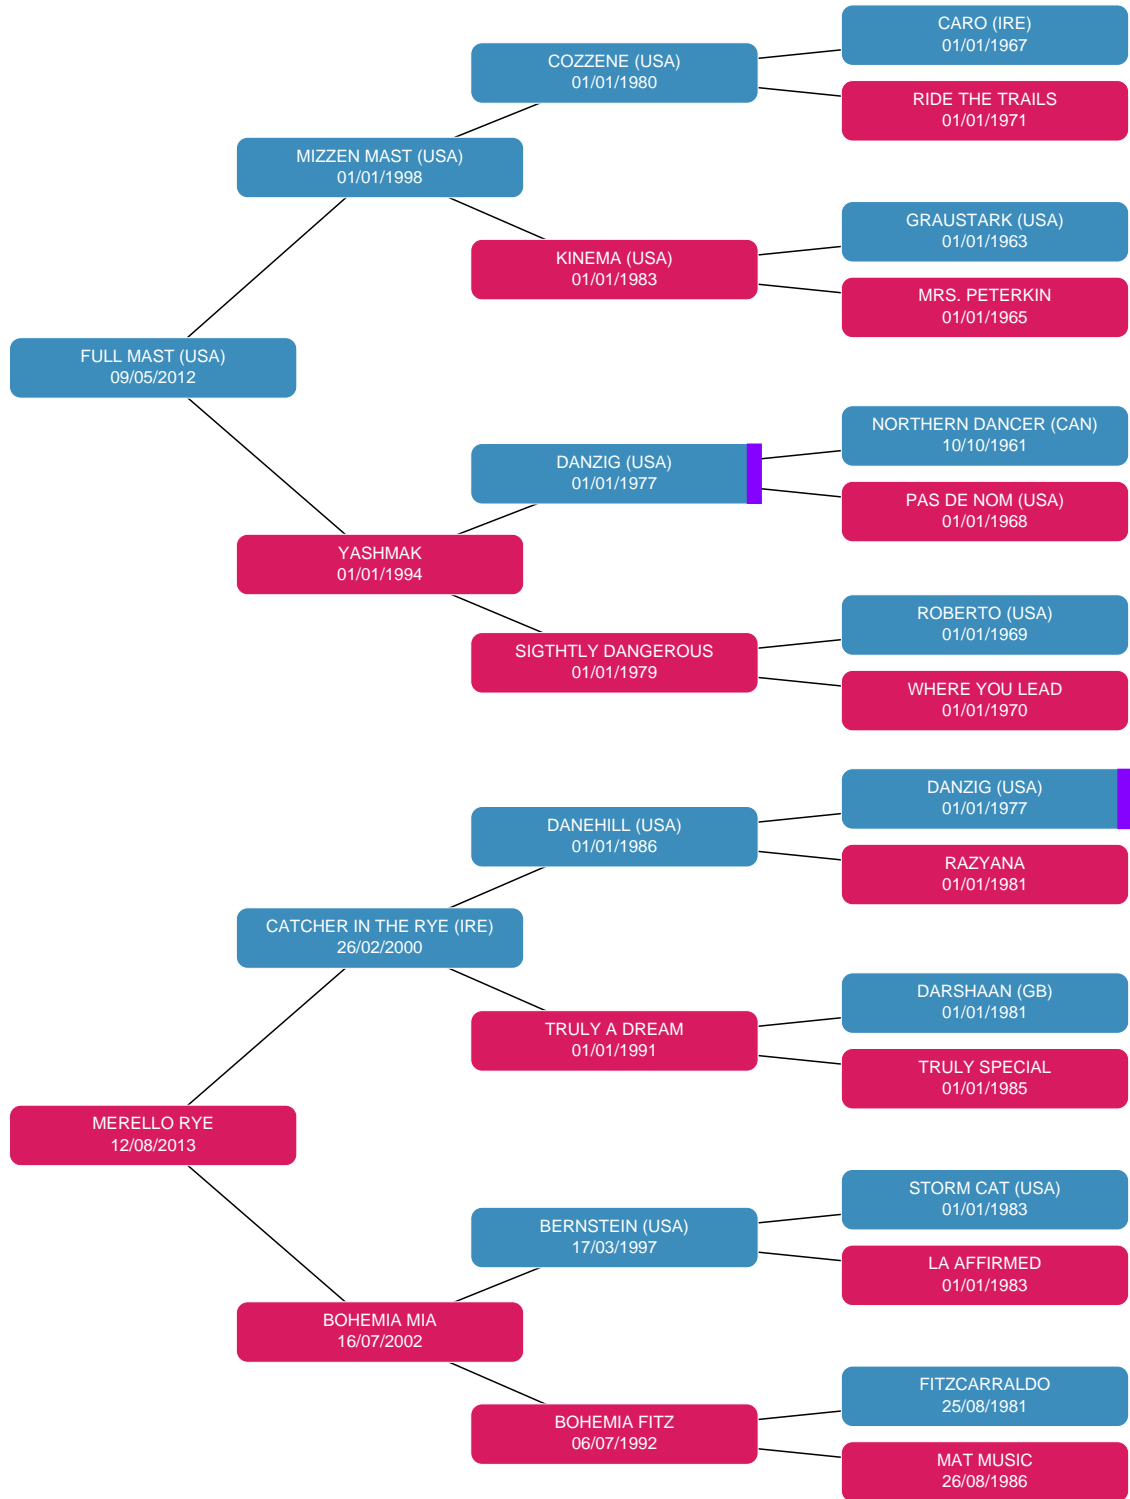 CARO (IRE)
01/01/1967
COZZENE (USA)
01/01/1980
RIDE THE TRAILS
01/01/1971
MIZZEN MAST (USA)
01/01/1998
GRAUSTARK (USA)
01/01/1963
KINEMA (USA)
01/01/1983
MRS. PETERKIN
01/01/1965
FULL MAST (USA)
09/05/2012
NORTHERN DANCER (CAN)
10/10/1961
DANZIG (USA)
01/01/1977
PAS DE NOM (USA)
01/01/1968
YASHMAK
01/01/1994
ROBERTO (USA)
01/01/1969
SIGTHTLY DANGEROUS
01/01/1979
WHERE YOU LEAD
01/01/1970
DANZIG (USA)
01/01/1977
DANEHILL (USA)
01/01/1986
RAZYANA
01/01/1981
CATCHER IN THE RYE (IRE)
26/02/2000
DARSHAAN (GB)
01/01/1981
TRULY A DREAM
01/01/1991
TRULY SPECIAL
01/01/1985
MERELLO RYE
12/08/2013
STORM CAT (USA)
01/01/1983
BERNSTEIN (USA)
17/03/1997
LA AFFIRMED
01/01/1983
BOHEMIA MIA
16/07/2002
FITZCARRALDO
25/08/1981
BOHEMIA FITZ
06/07/1992
MAT MUSIC
26/08/1986